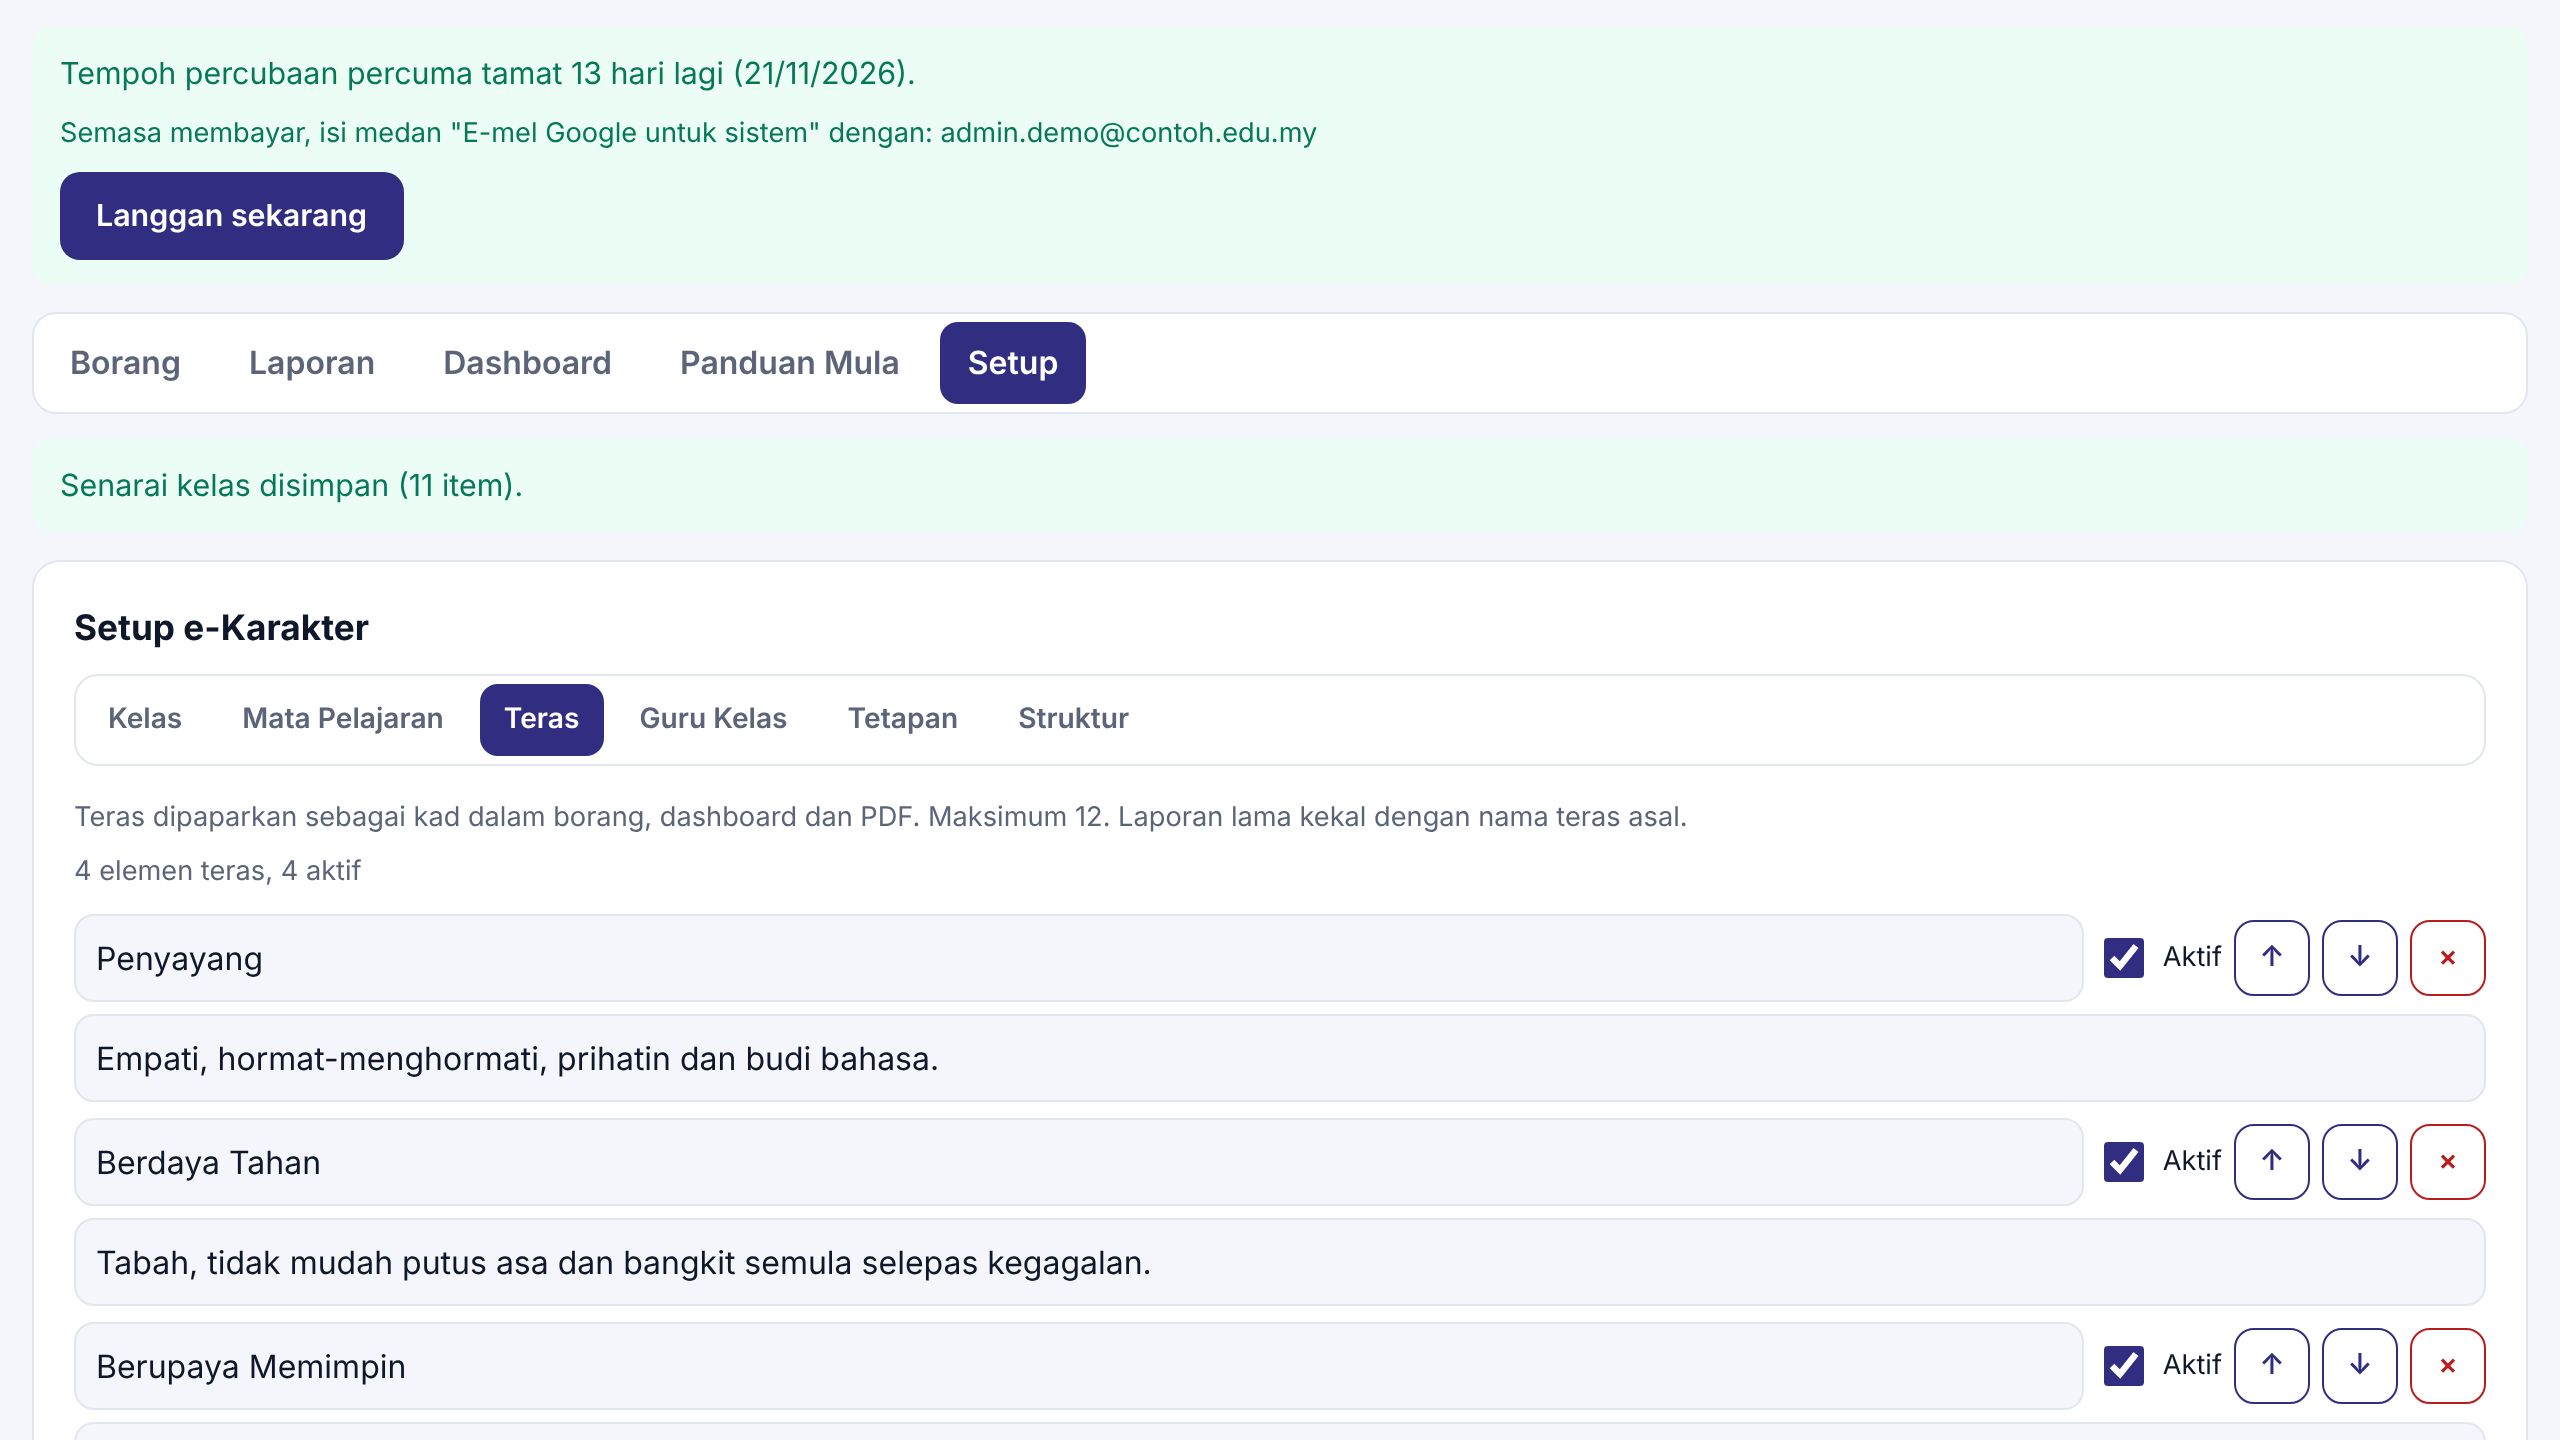 Tempoh percubaan percuma tamat 13 hari lagi (21/11/2026).
Semasa membayar, isi medan "E-mel Google untuk sistem" dengan: admin.demo@contoh.edu.my
Langgan sekarang
Borang Laporan Dashboard Panduan Mula Setup
Senarai kelas disimpan (11 item).
Setup e-Karakter
Kelas Mata Pelajaran Teras Guru Kelas Tetapan Struktur
Teras dipaparkan sebagai kad dalam borang, dashboard dan PDF. Maksimum 12. Laporan lama kekal dengan nama teras asal.
4 elemen teras, 4 aktif
Penyayang Aktif ↑ ↓ ×
Empati, hormat-menghormati, prihatin dan budi bahasa.
Berdaya Tahan Aktif ↑ ↓ ×
Tabah, tidak mudah putus asa dan bangkit semula selepas kegagalan.
Berupaya Memimpin Aktif ↑ ↓ ×